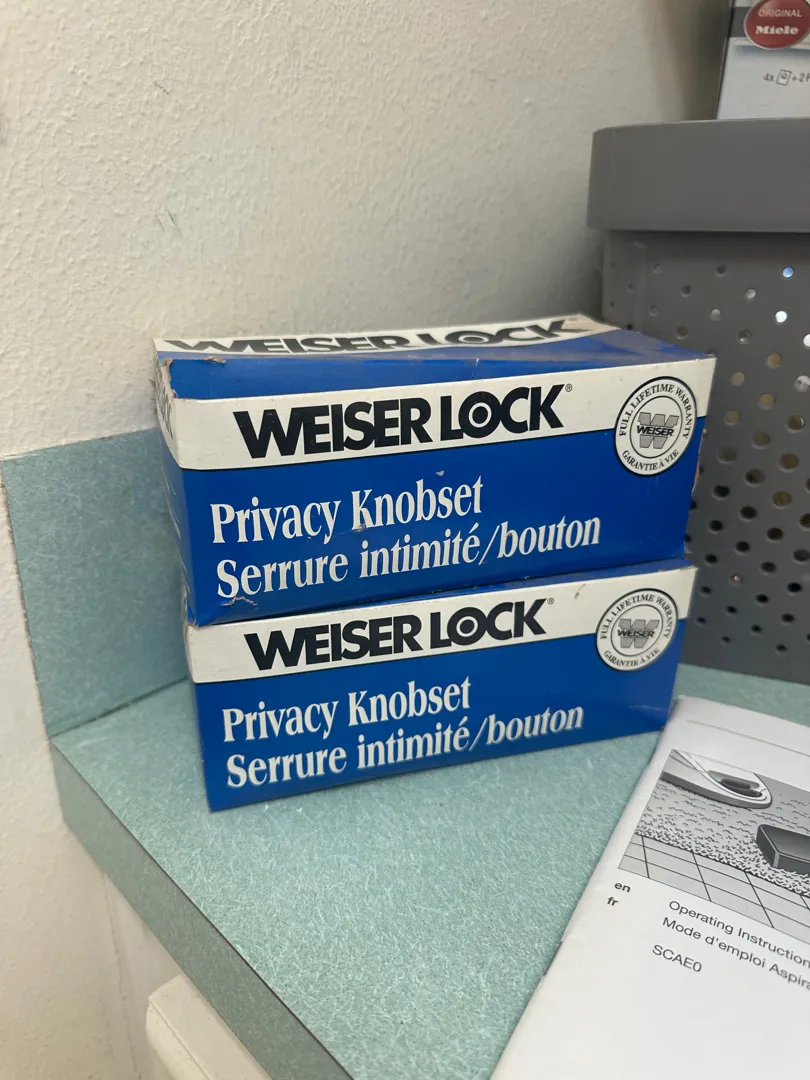 ORIGINAL
Miele
WEISER LOCK
WEISER LOCK®
FULL LIFETIME WARRANTY
WEISER
GARANTIE À VIE
Privacy Knobset
Serrure intimité/bouton
WEISER LOCK®
FULL LIFETIME WARRANTY
WEISER
GARANTIE À VIE
Privacy Knobset
Serrure intimité/bouton
en
fr
Operating Instruction
Mode d'emploi Aspira
SCAE0